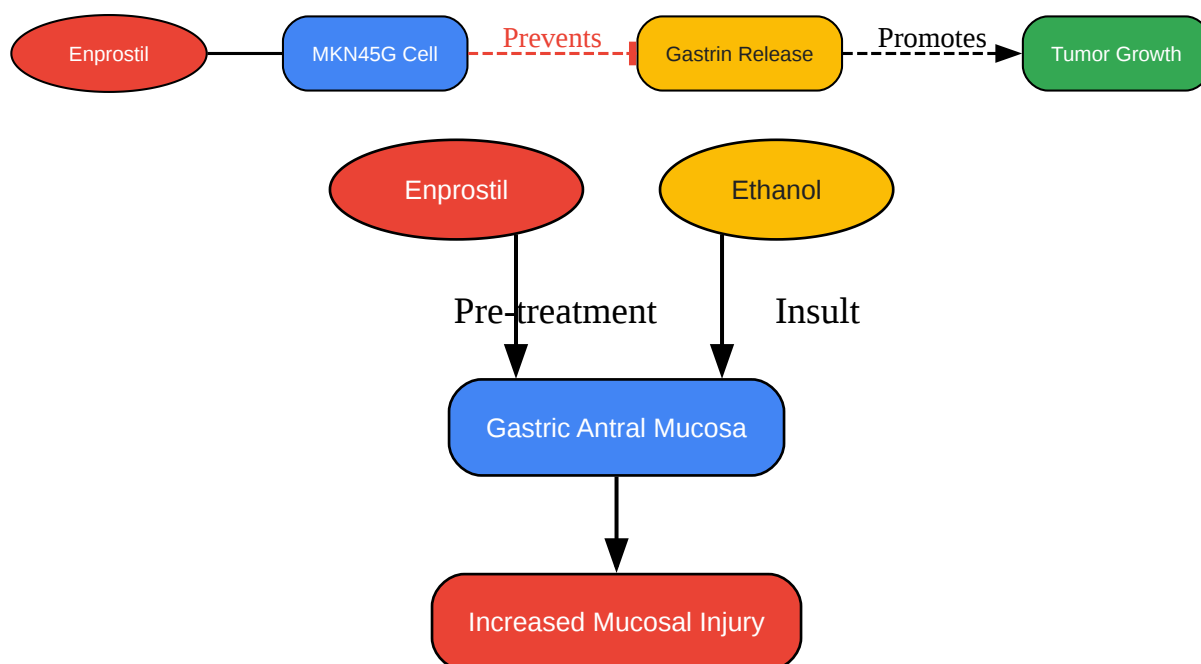 Enprostil
MKN45G Cell
Prevents
Gastrin Release
Promotes
Tumor Growth
Enprostil
Ethanol
Pre-treatment
Insult
Gastric Antral Mucosa
Increased Mucosal Injury